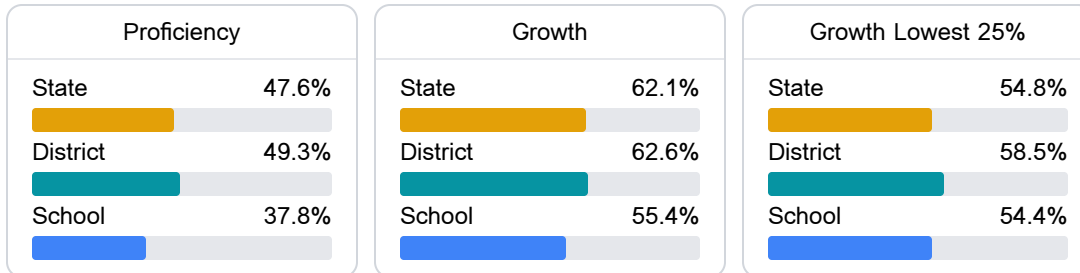 Proficiency
State 47.6%
District 49.3%
School 37.8%
Growth
State 62.1%
District 62.6%
School 55.4%
Growth Lowest 25%
State 54.8%
District 58.5%
School 54.4%